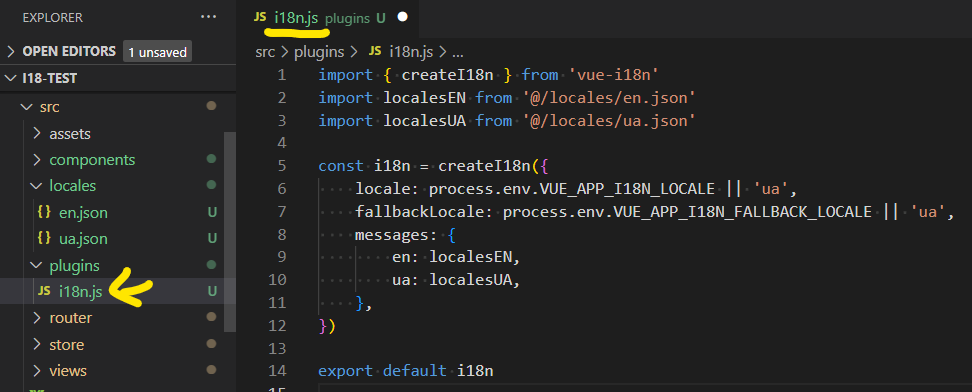 EXPLORER
OPEN EDITORS 1 unsaved
I18-TEST
src
assets
components
locales
{} en.json U
{} ua.json U
plugins
JS i18n.js U
router
store
views
JS i18n.js plugins U
src > plugins > JS i18n.js > ...
1 import { createI18n } from 'vue-i18n'
2 import localesEN from '@/locales/en.json'
3 import localesUA from '@/locales/ua.json'
4
5 const i18n = createI18n({
6 locale: process.env.VUE_APP_I18N_LOCALE || 'ua',
7 fallbackLocale: process.env.VUE_APP_I18N_FALLBACK_LOCALE || 'ua',
8 messages: {
9 en: localesEN,
10 ua: localesUA,
11 },
12 })
13
14 export default i18n
15